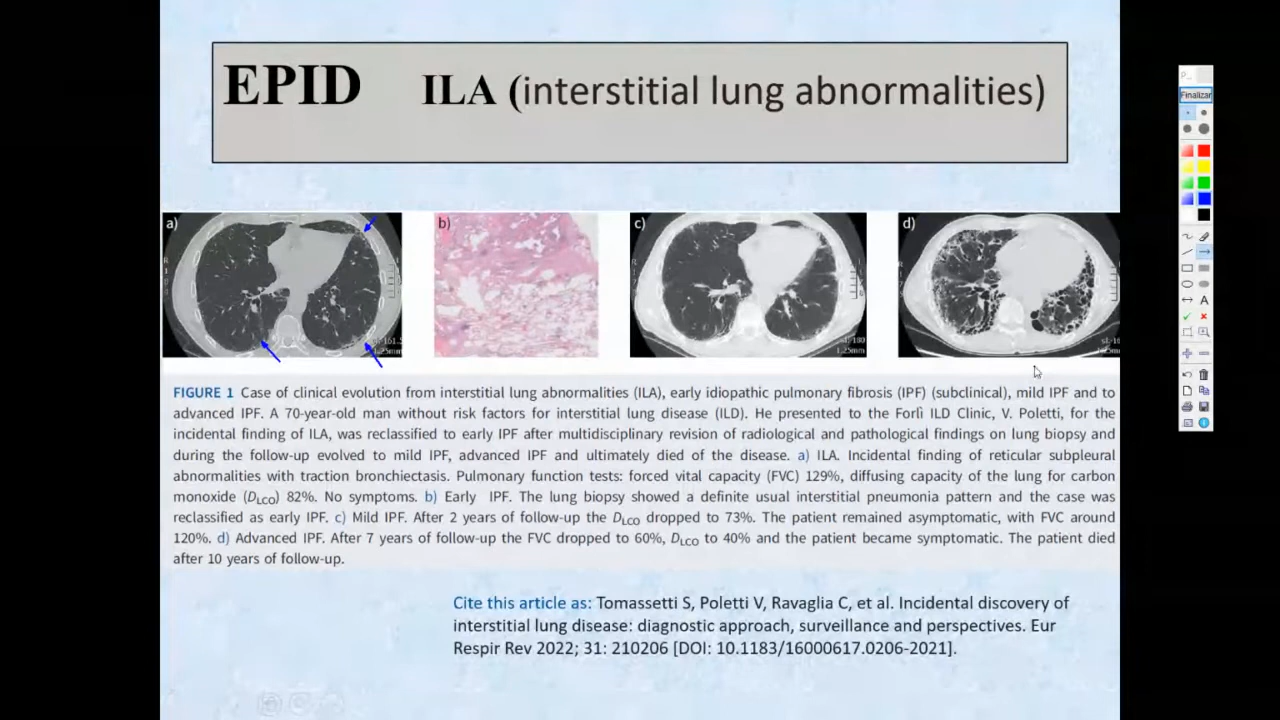 EPID ILA (interstitial lung abnormalities)
P...
Finalizar
a)
b)
c)
d)
1.25mm
1.25mm
1.25mm
A
FIGURE 1 Case of clinical evolution from interstitial lung abnormalities (ILA), early idiopathic pulmonary fibrosis (IPF) (subclinical), mild IPF and to
advanced IPF. A 70-year-old man without risk factors for interstitial lung disease (ILD). He presented to the Forlì ILD Clinic, V. Poletti, for the
incidental finding of ILA, was reclassified to early IPF after multidisciplinary revision of radiological and pathological findings on lung biopsy and
during the follow-up evolved to mild IPF, advanced IPF and ultimately died of the disease. a) ILA. Incidental finding of reticular subpleural
abnormalities with traction bronchiectasis. Pulmonary function tests: forced vital capacity (FVC) 129%, diffusing capacity of the lung for carbon
monoxide (DLCO) 82%. No symptoms. b) Early IPF. The lung biopsy showed a definite usual interstitial pneumonia pattern and the case was
reclassified as early IPF. c) Mild IPF. After 2 years of follow-up the DLCO dropped to 73%. The patient remained asymptomatic, with FVC around
120%. d) Advanced IPF. After 7 years of follow-up the FVC dropped to 60%, DLCO to 40% and the patient became symptomatic. The patient died
after 10 years of follow-up.
Cite this article as: Tomassetti S, Poletti V, Ravaglia C, et al. Incidental discovery of
interstitial lung disease: diagnostic approach, surveillance and perspectives. Eur
Respir Rev 2022; 31: 210206 [DOI: 10.1183/16000617.0206-2021].